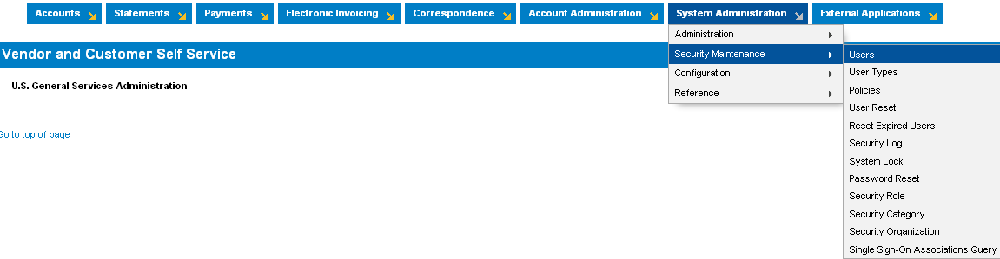 Accounts Statements Payments Electronic Invoicing Correspondence Account Administration System Administration External Applications
Administration
Vendor and Customer Self Service
Security Maintenance
Users
Configuration
User Types
U.S. General Services Administration
Reference
Policies
User Reset
Reset Expired Users
Go to top of page
Security Log
System Lock
Password Reset
Security Role
Security Category
Security Organization
Single Sign-On Associations Query